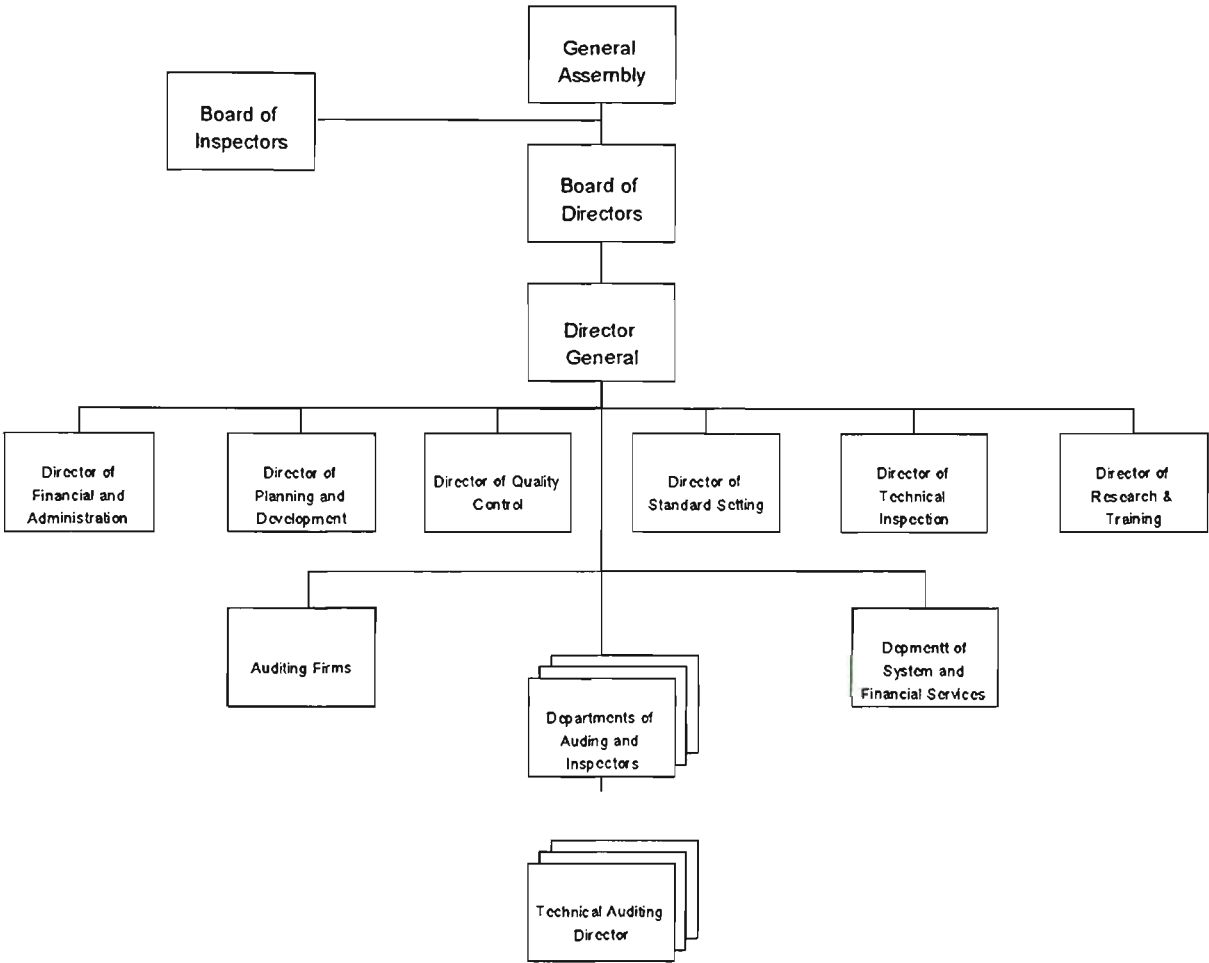 General
Assembly
Board of
Inspectors
Board of
Directors
Director
General
Director of
Financial and
Administration
Director of
Planning and
Development
Director of Quality
Control
Director of
Standard Setting
Director of
Technical
Inspection
Director of
Research &
Training
Auditing Firms
Departments of
Auding and
Inspectors
Depmentt of
System and
Financial Services
Technical Auditing
Director